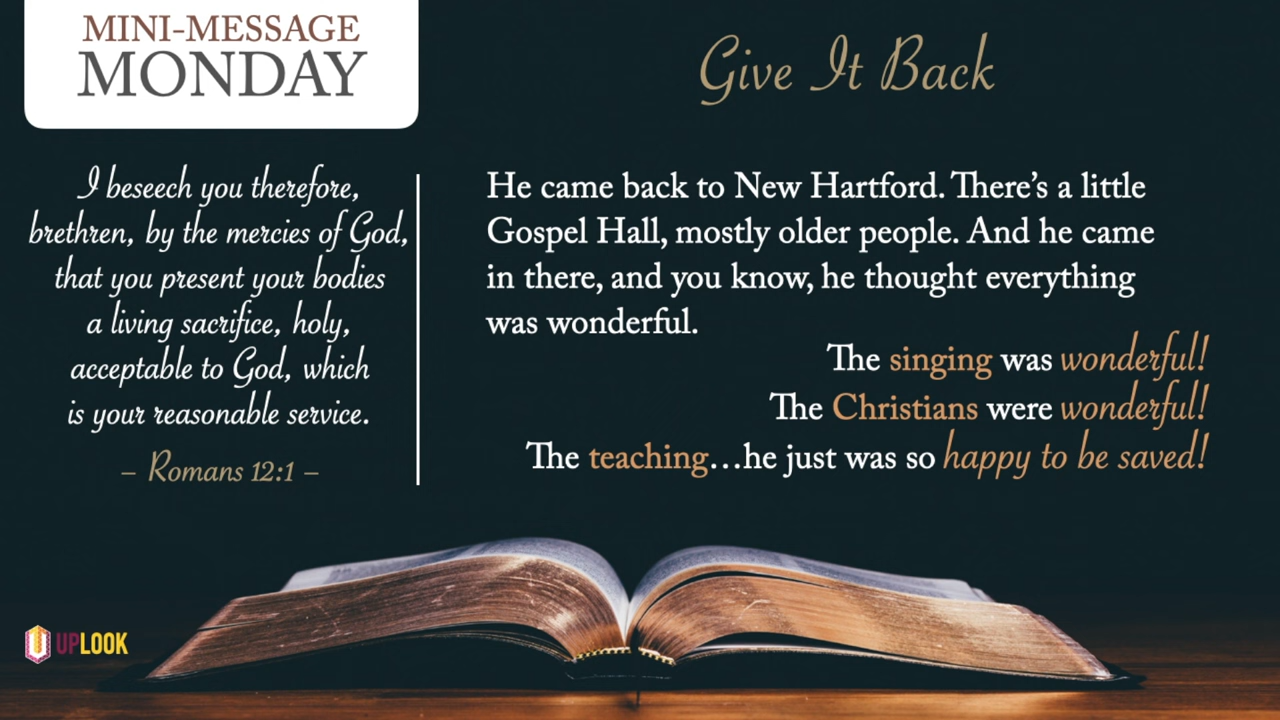 MINI-MESSAGE
MONDAY
Give It Back
I beseech you therefore,
brethren, by the mercies of God,
that you present your bodies
a living sacrifice, holy,
acceptable to God, which
is your reasonable service.
– Romans 12:1 –
He came back to New Hartford. There’s a little
Gospel Hall, mostly older people. And he came
in there, and you know, he thought everything
was wonderful.
The singing was wonderful!
The Christians were wonderful!
The teaching…he just was so happy to be saved!
UPLOOK